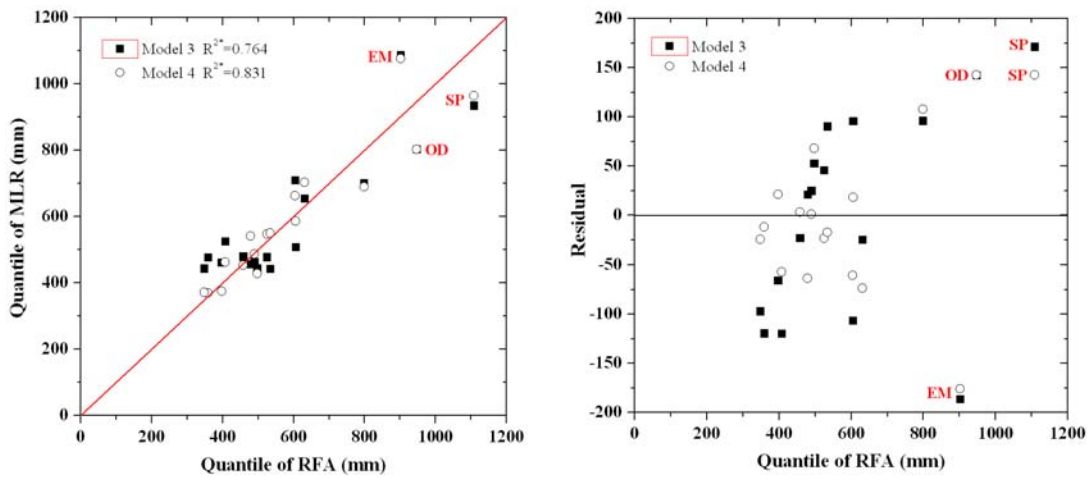 Model 3 R2*=0.764
Model 4 R2*=0.831
EM
SP
OD
Quantile of MLR (mm)
1200
1000
800
600
400
200
0
0 200 400 600 800 1000 1200
Quantile of RFA (mm)
Model 3
Model 4
SP
OD
SP
EM
Residual
200
150
100
50
0
-50
-100
-150
-200
0 200 400 600 800 1000 1200
Quantile of RFA (mm)